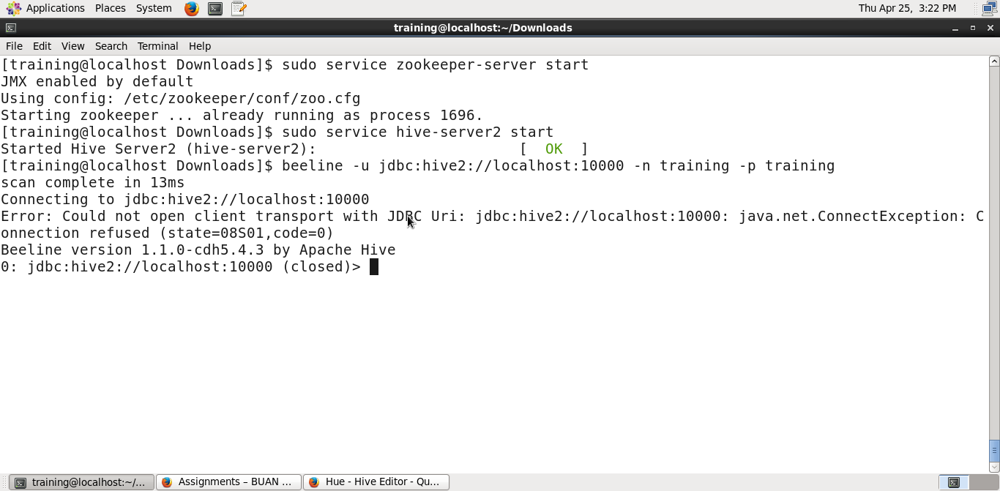 Applications Places System Thu Apr 25, 3:22 PM
training@localhost:~/Downloads
File Edit View Search Terminal Help
[training@localhost Downloads]$ sudo service zookeeper-server start
JMX enabled by default
Using config: /etc/zookeeper/conf/zoo.cfg
Starting zookeeper ... already running as process 1696.
[training@localhost Downloads]$ sudo service hive-server2 start
Started Hive Server2 (hive-server2): [ OK ]
[training@localhost Downloads]$ beeline -u jdbc:hive2://localhost:10000 -n training -p training
scan complete in 13ms
Connecting to jdbc:hive2://localhost:10000
Error: Could not open client transport with JDBC Uri: jdbc:hive2://localhost:10000: java.net.ConnectException: C
onnection refused (state=08S01,code=0)
Beeline version 1.1.0-cdh5.4.3 by Apache Hive
0: jdbc:hive2://localhost:10000 (closed)>
training@localhost:~/... Assignments – BUAN ... Hue - Hive Editor - Qu...